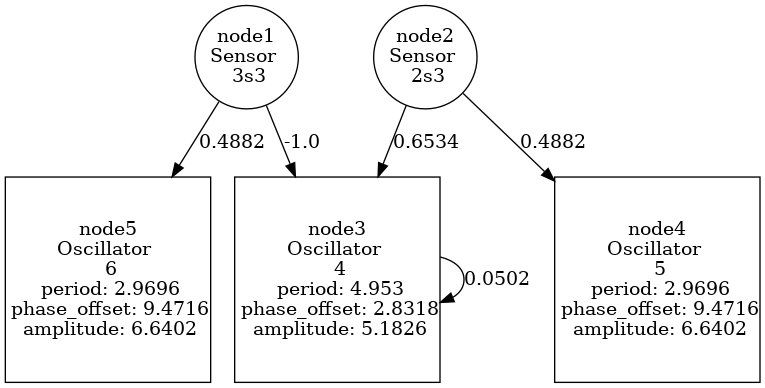 node1
Sensor
3s3
node2
Sensor
2s3
0.4882
-1.0
0.6534
0.4882
node5
Oscillator
6
period: 2.9696
phase_offset: 9.4716
amplitude: 6.6402
node3
Oscillator
4
period: 4.953
phase_offset: 2.8318
amplitude: 5.1826
0.0502
node4
Oscillator
5
period: 2.9696
phase_offset: 9.4716
amplitude: 6.6402